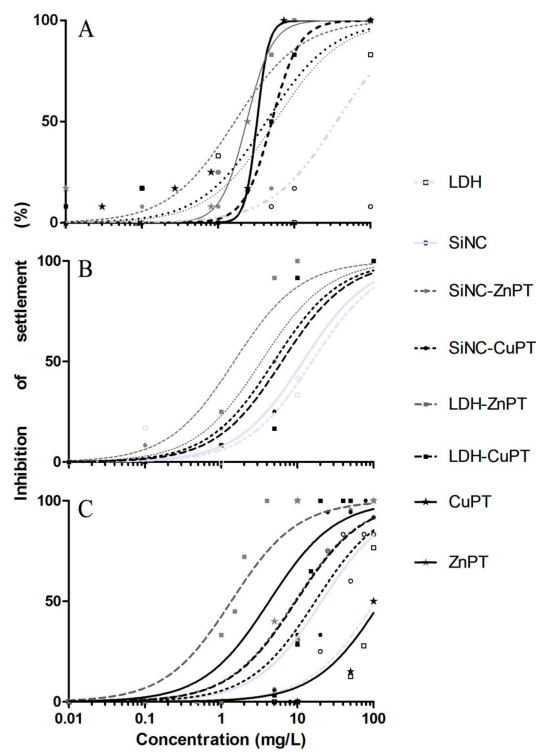 A
100
50
0
B
100
50
0
C
100
50
0
0.01
0.1
1
10
100
Concentration (mg/L)
Inhibition of settlement (%)
LDH
SiNC
SiNC-ZnPT
SiNC-CuPT
LDH-ZnPT
LDH-CuPT
CuPT
ZnPT